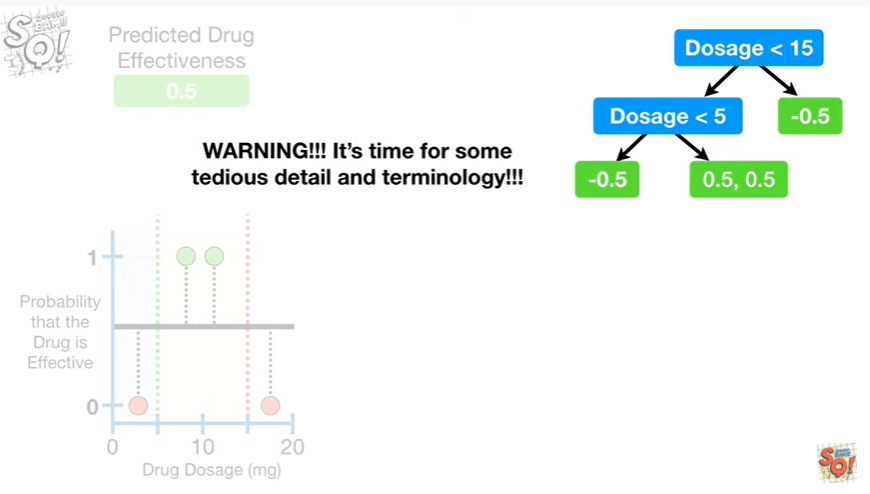 Predicted Drug
Effectiveness
0.5
WARNING!!! It's time for some
tedious detail and terminology!!!
Dosage < 15
Dosage < 5
-0.5
-0.5
0.5, 0.5
1
Probability
that the
Drug is
Effective
0
0
10
20
Drug Dosage (mg)